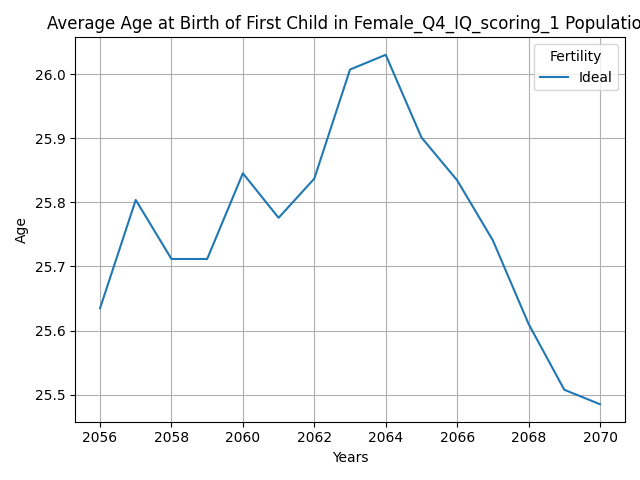 Average Age at Birth of First Child in Female_Q4_IQ_scoring_1 Populatio
Fertility
Ideal
26.0
25.9
25.8
25.7
25.6
25.5
Age
2056 2058 2060 2062 2064 2066 2068 2070
Years